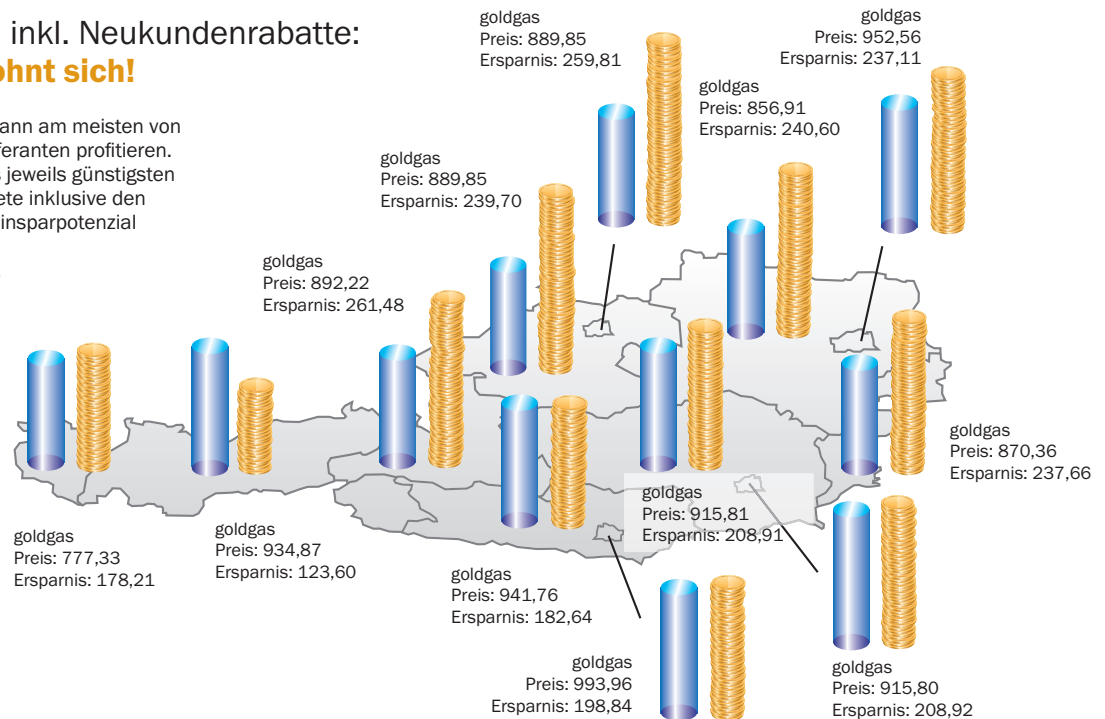 inkl. Neukundenrabatte:
sich!
am meisten von
profitieren.
jeweils günstigsten
inklusive den
goldgas
Preis: 889,85
Ersparnis: 259,81
goldgas
Preis: 952,56
Ersparnis: 237,11
goldgas
Preis: 856,91
Ersparnis: 240,60
goldgas
Preis: 889,85
Ersparnis: 239,70
goldgas
Preis: 892,22
Ersparnis: 261,48
goldgas
Preis: 870,36
Ersparnis: 237,66
goldgas
Preis: 915,81
Ersparnis: 208,91
goldgas
Preis: 777,33
Ersparnis: 178,21
goldgas
Preis: 934,87
Ersparnis: 123,60
goldgas
Preis: 941,76
Ersparnis: 182,64
goldgas
Preis: 993,96
Ersparnis: 198,84
goldgas
Preis: 915,80
Ersparnis: 208,92